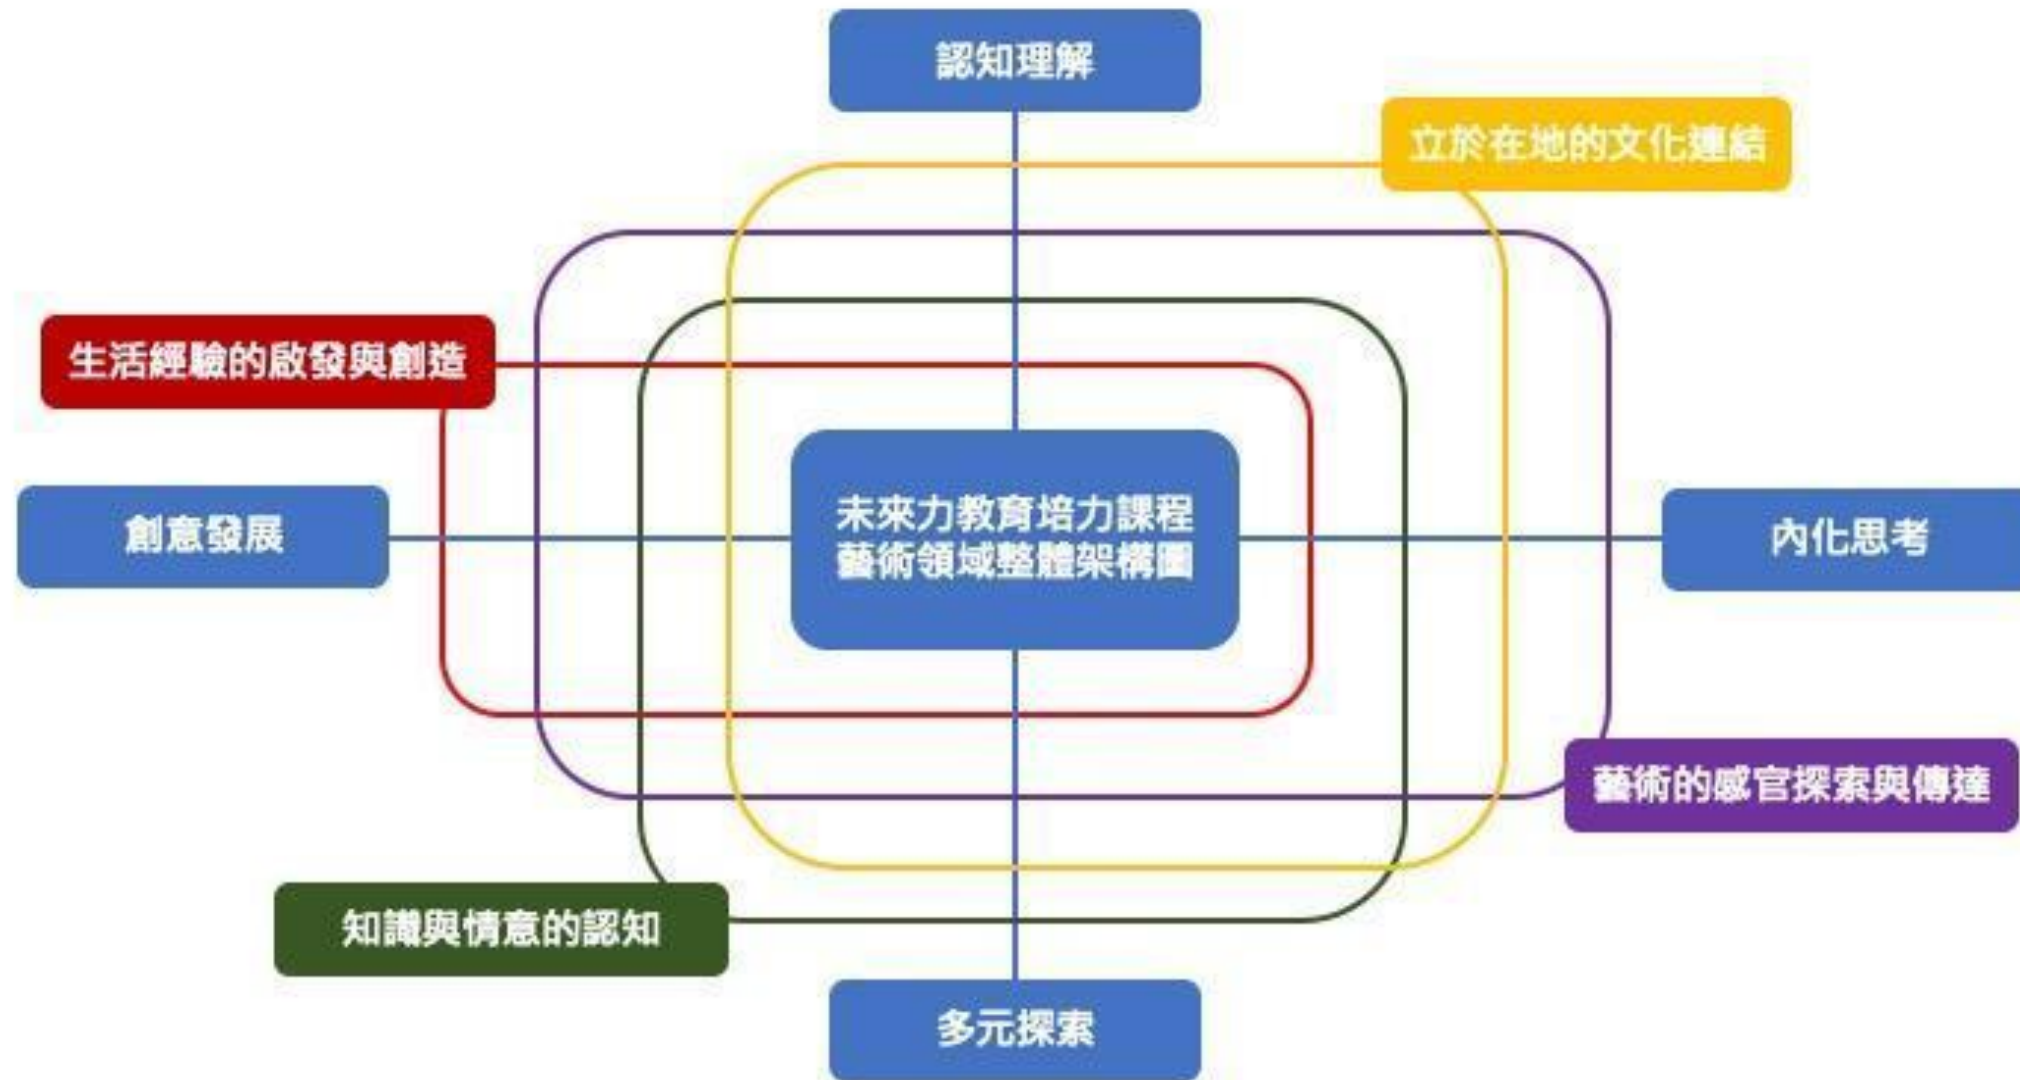 認知理解
立於在地的文化連結
生活經驗的啟發與創造
創意發展
未來力教育培力課程
藝術領域整體架構圖
內化思考
藝術的感官探索與傳達
知識與情意的認知
多元探索